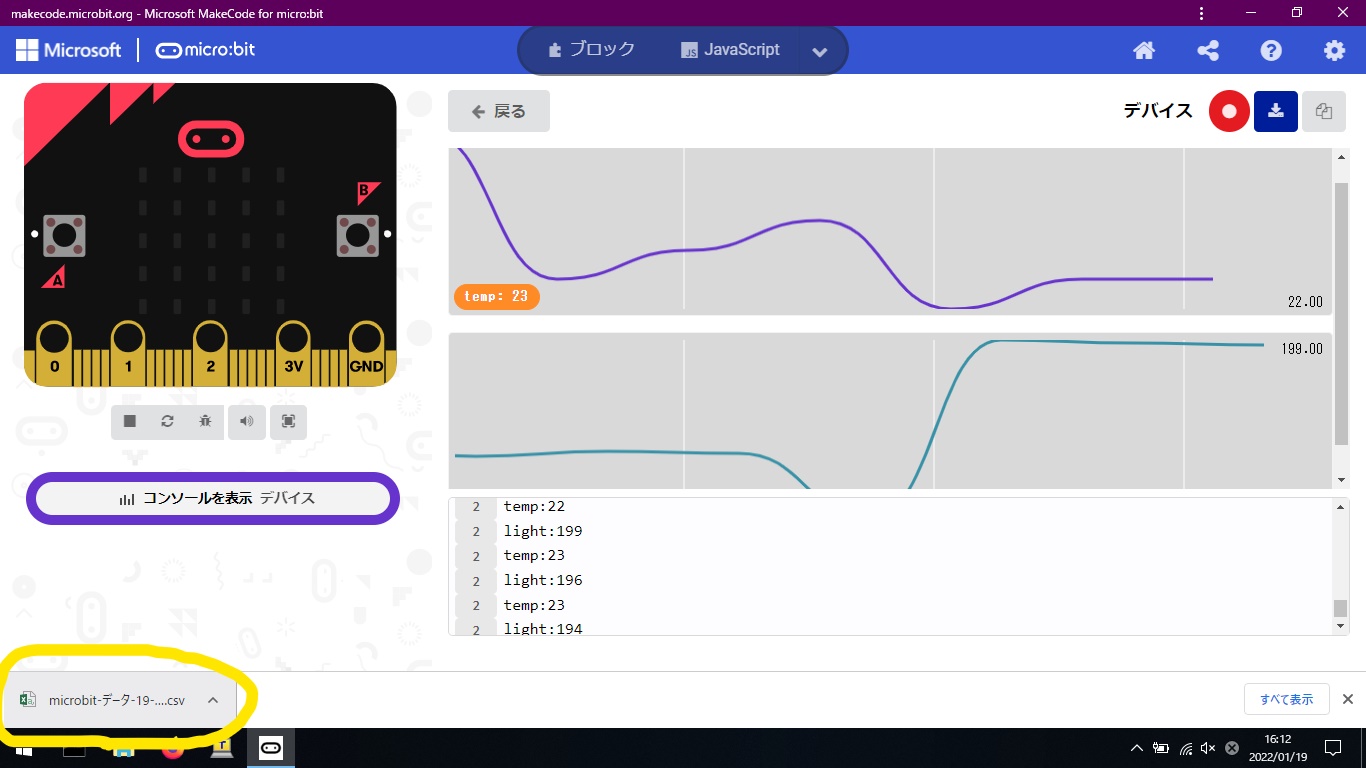 makecode.microbit.org - Microsoft MakeCode for micro:bit
Microsoft
micro:bit
ブロック
JS
JavaScript
戻る
デバイス
B
A
0 1 2 3V GND
temp: 23
22.00
199.00
コンソールを表示 デバイス
2 temp:22
2 light:199
2 temp:23
2 light:196
2 temp:23
2 light:194
microbit-データ-19-....csv
すべて表示
16:12
2022/01/19